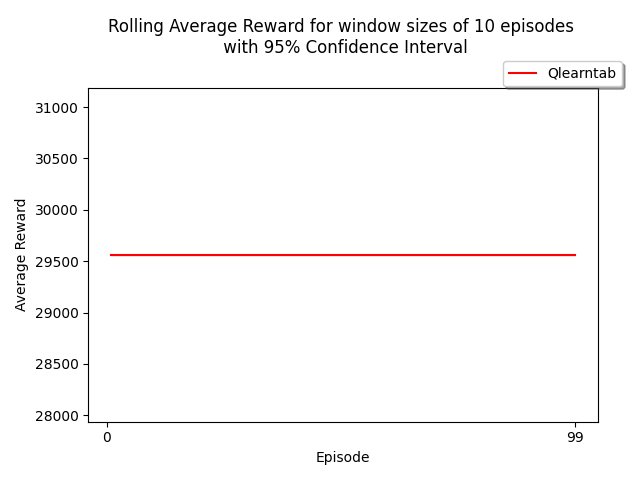 Rolling Average Reward for window sizes of 10 episodes
with 95% Confidence Interval
Qlearntab
31000
30500
30000
29500
29000
28500
28000
Average Reward
0
99
Episode